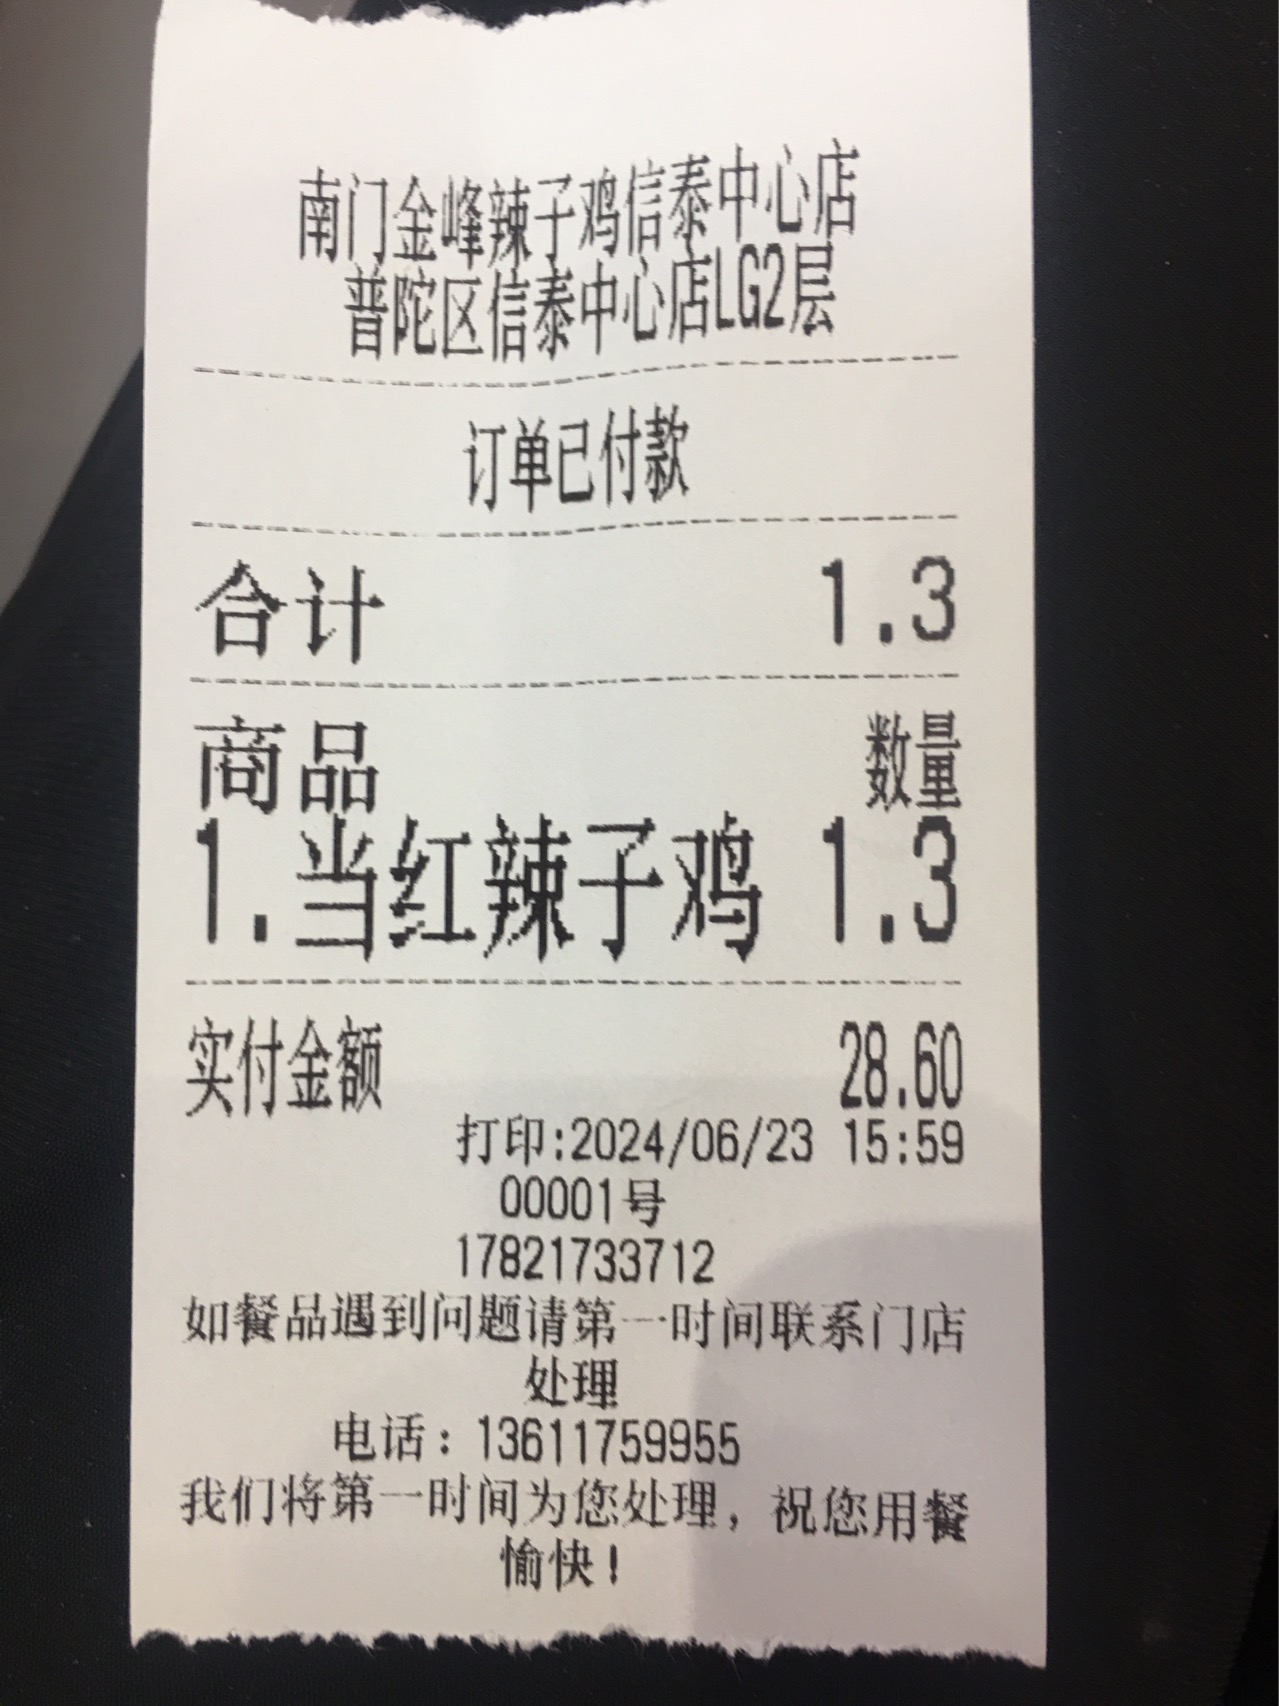 南门金峰辣子鸡信泰中心店
普陀区信泰中心店LG2层
订单已付款
合计 1.3
商品 数量
1.当红辣子鸡 1.3
实付金额 28.60
打印:2024/06/23 15:59
00001号
17821733712
如餐品遇到问题请第一时间联系门店
处理
电话：13611759955
我们将第一时间为您处理，祝您用餐
愉快！